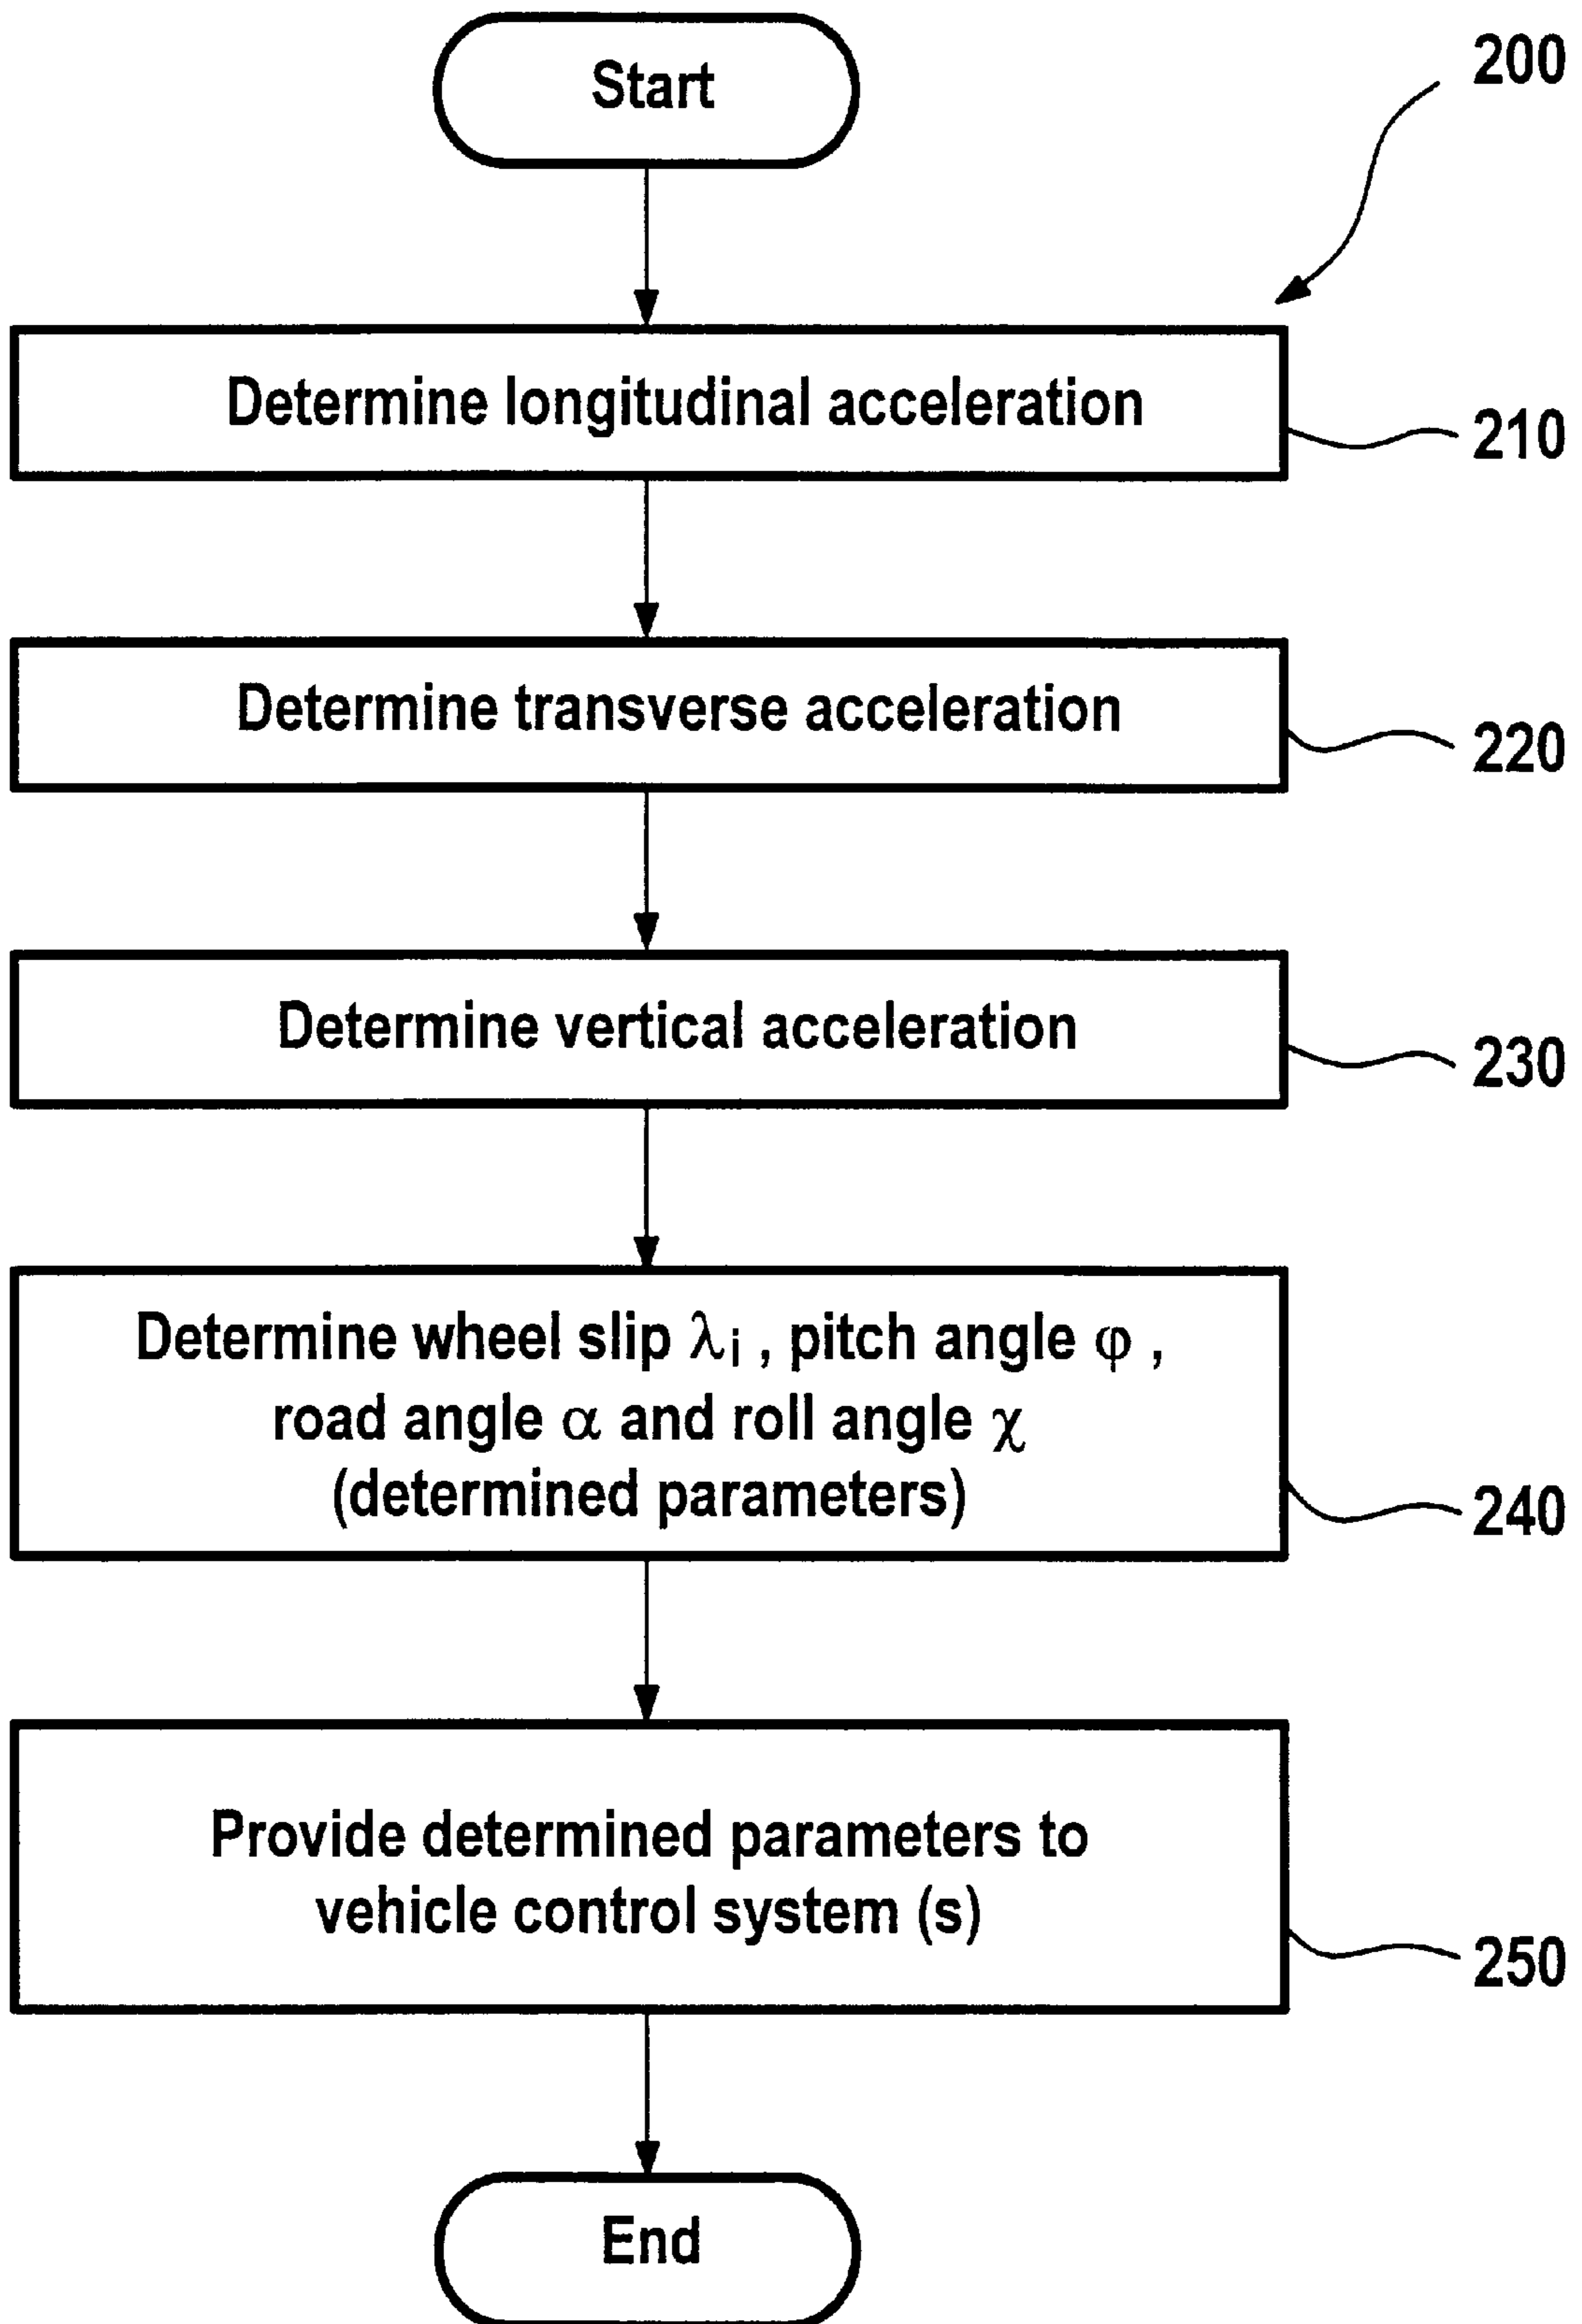 Start
200
Determine longitudinal acceleration
210
Determine transverse acceleration
220
Determine vertical acceleration
230
Determine wheel slip λi , pitch angle φ ,
road angle α and roll angle χ
(determined parameters)
240
Provide determined parameters to
vehicle control system (s)
250
End